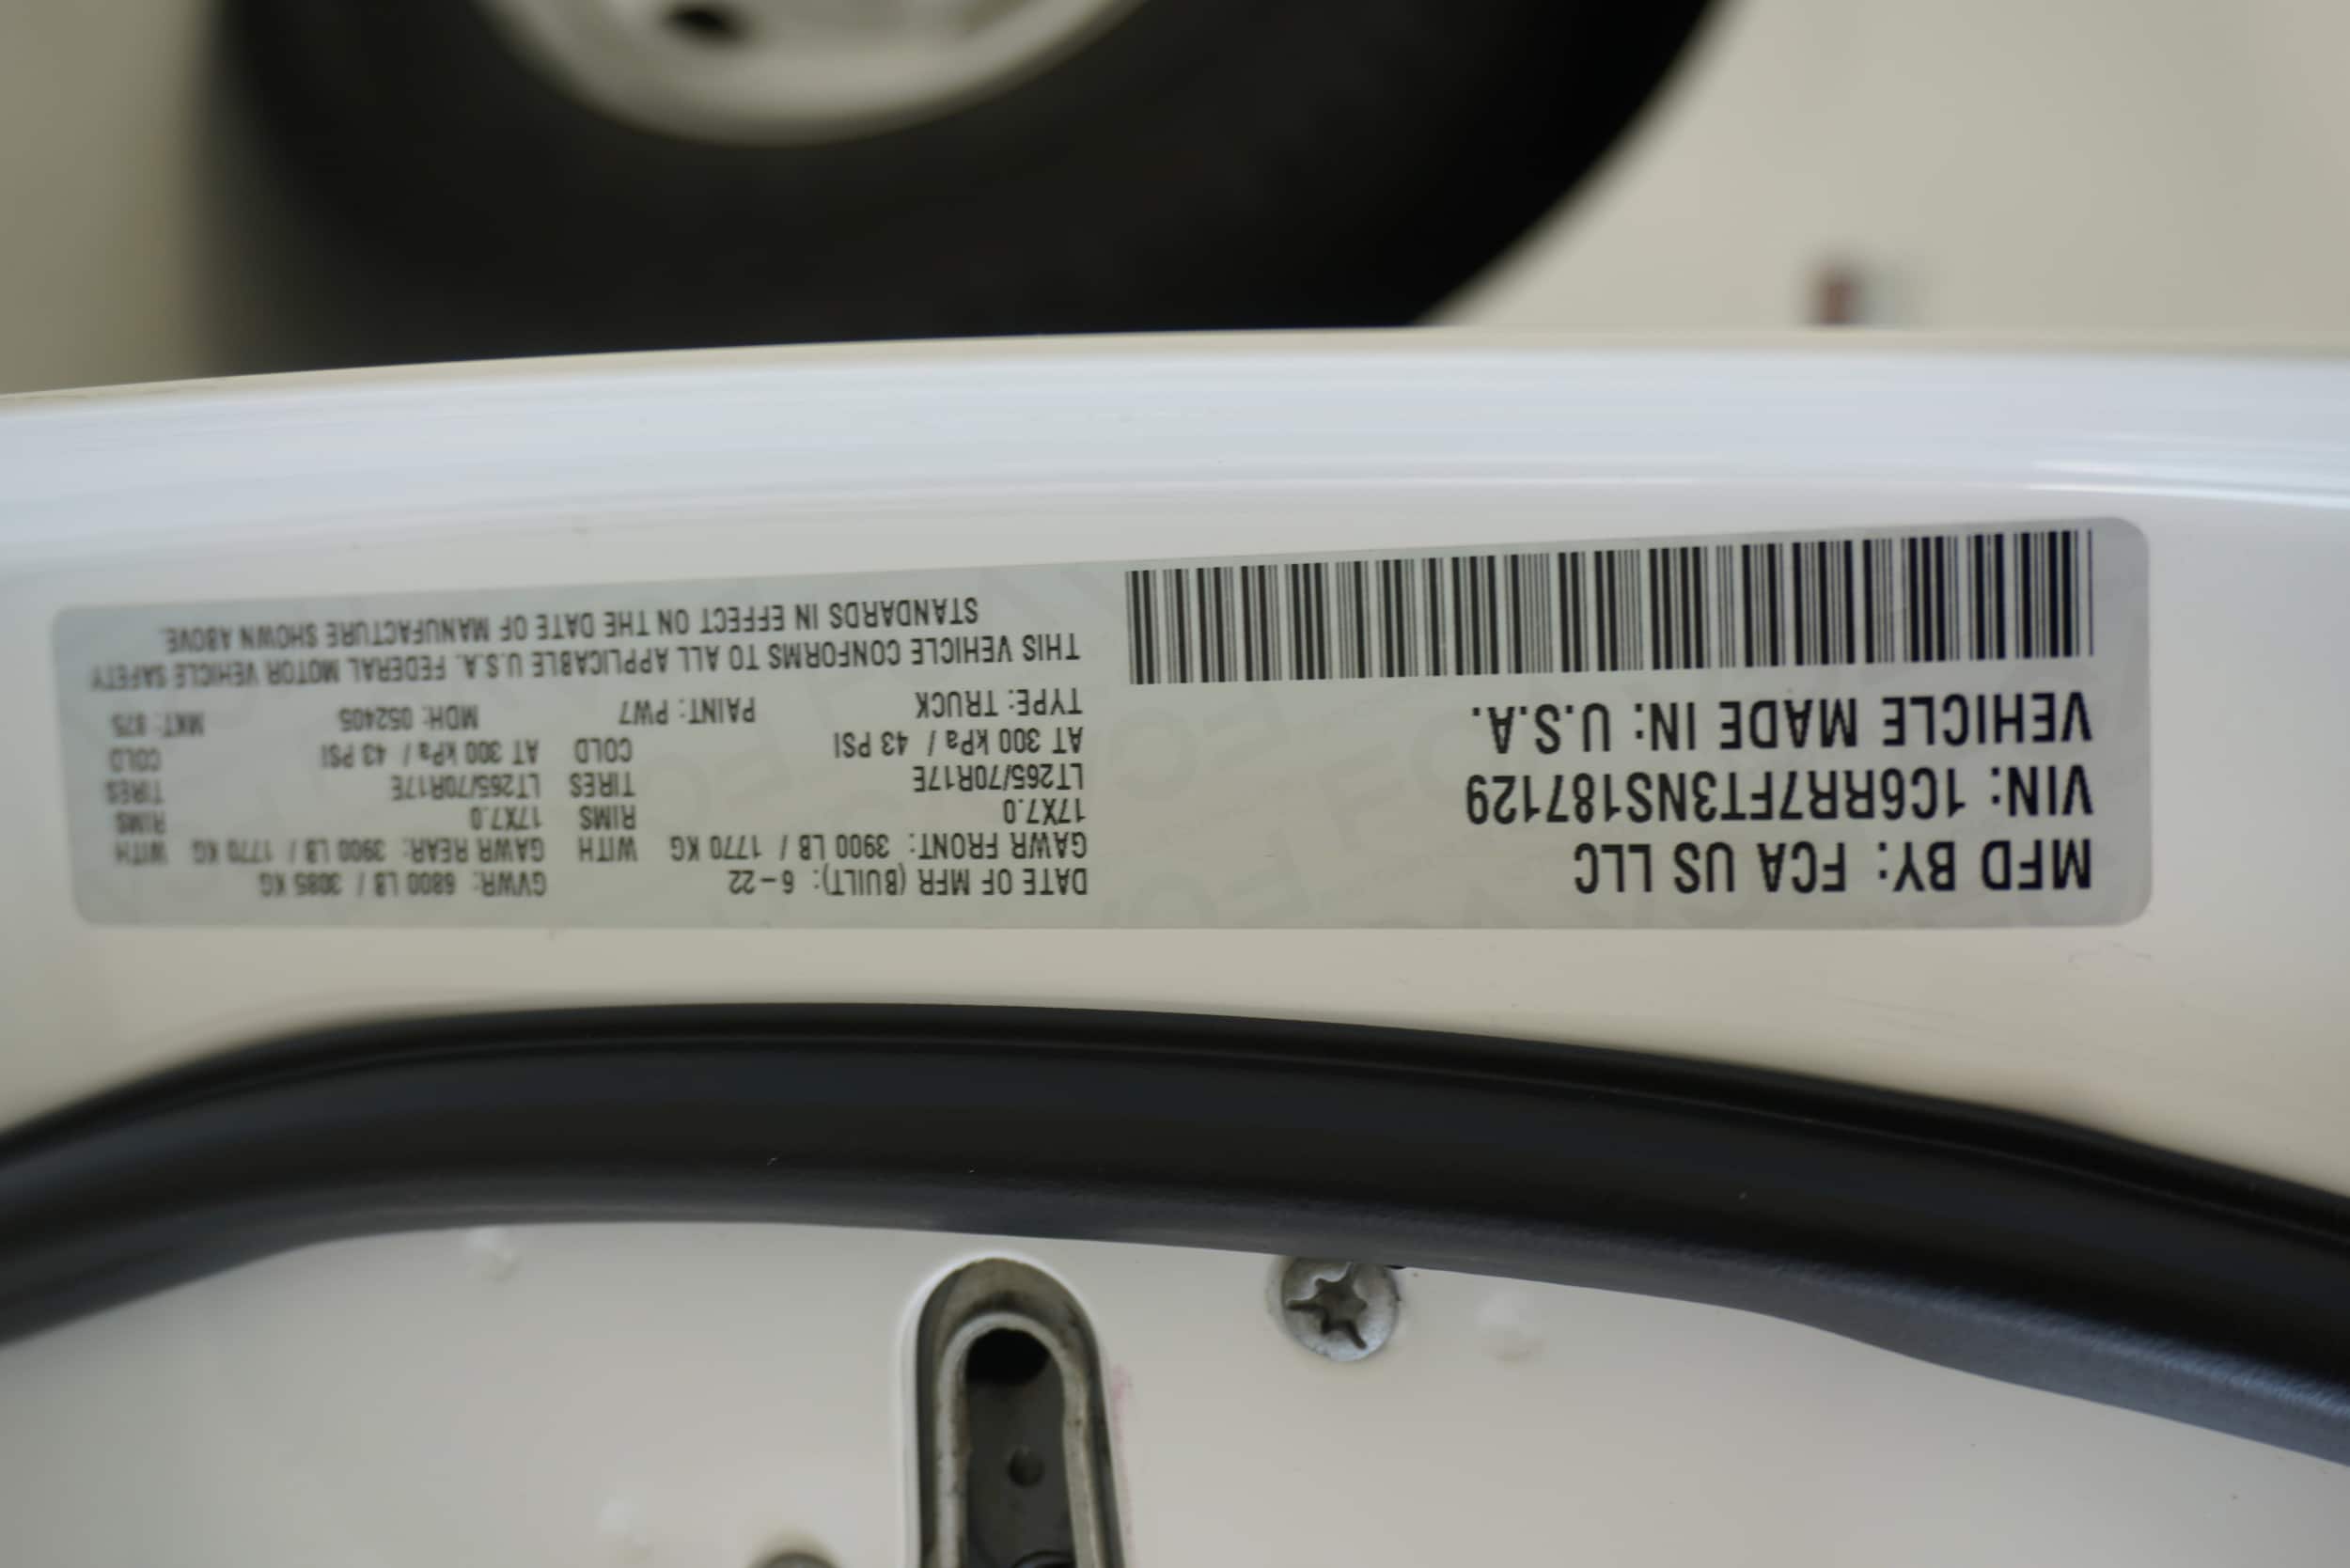 MFD BY: FCA US LLC
VIN: 1C6RR7FT3NS187129
VEHICLE MADE IN: U.S.A.
DATE OF MFR (BUILT): 6-22 GVWR: 6800 LB / 3085 KG
GAWR FRONT: 3900 LB / 1770 KG WITH GAWR REAR: 3900 LB / 1770 KG WITH
17X7.0 RIMS 17X7.0 RIMS
LT265/70R17E TIRES LT265/70R17E TIRES
AT 300 kPa / 43 PSI COLD AT 300 kPa / 43 PSI COLD
TYPE: TRUCK PAINT: PW7 MDH: 052405 MKT: 875
THIS VEHICLE CONFORMS TO ALL APPLICABLE U.S.A. FEDERAL MOTOR VEHICLE SAFETY
STANDARDS IN EFFECT ON THE DATE OF MANUFACTURE SHOWN ABOVE.